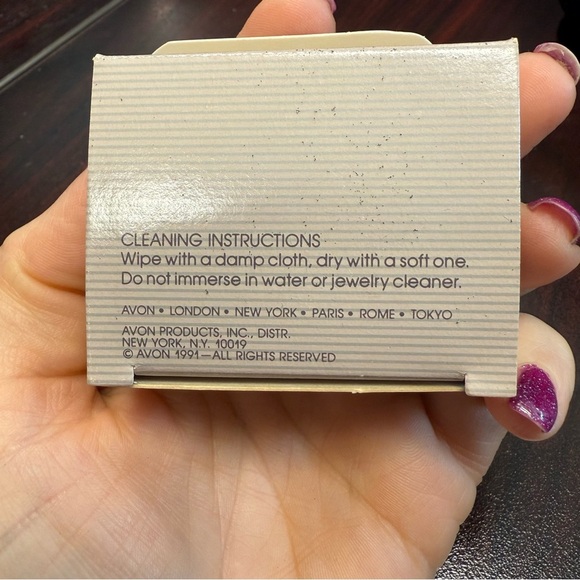 CLEANING INSTRUCTIONS
Wipe with a damp cloth, dry with a soft one.
Do not immerse in water or jewelry cleaner.
AVON • LONDON • NEW YORK • PARIS • ROME • TOKYO
AVON PRODUCTS, INC., DISTR.
NEW YORK, N.Y. 10019
© AVON 1991—ALL RIGHTS RESERVED